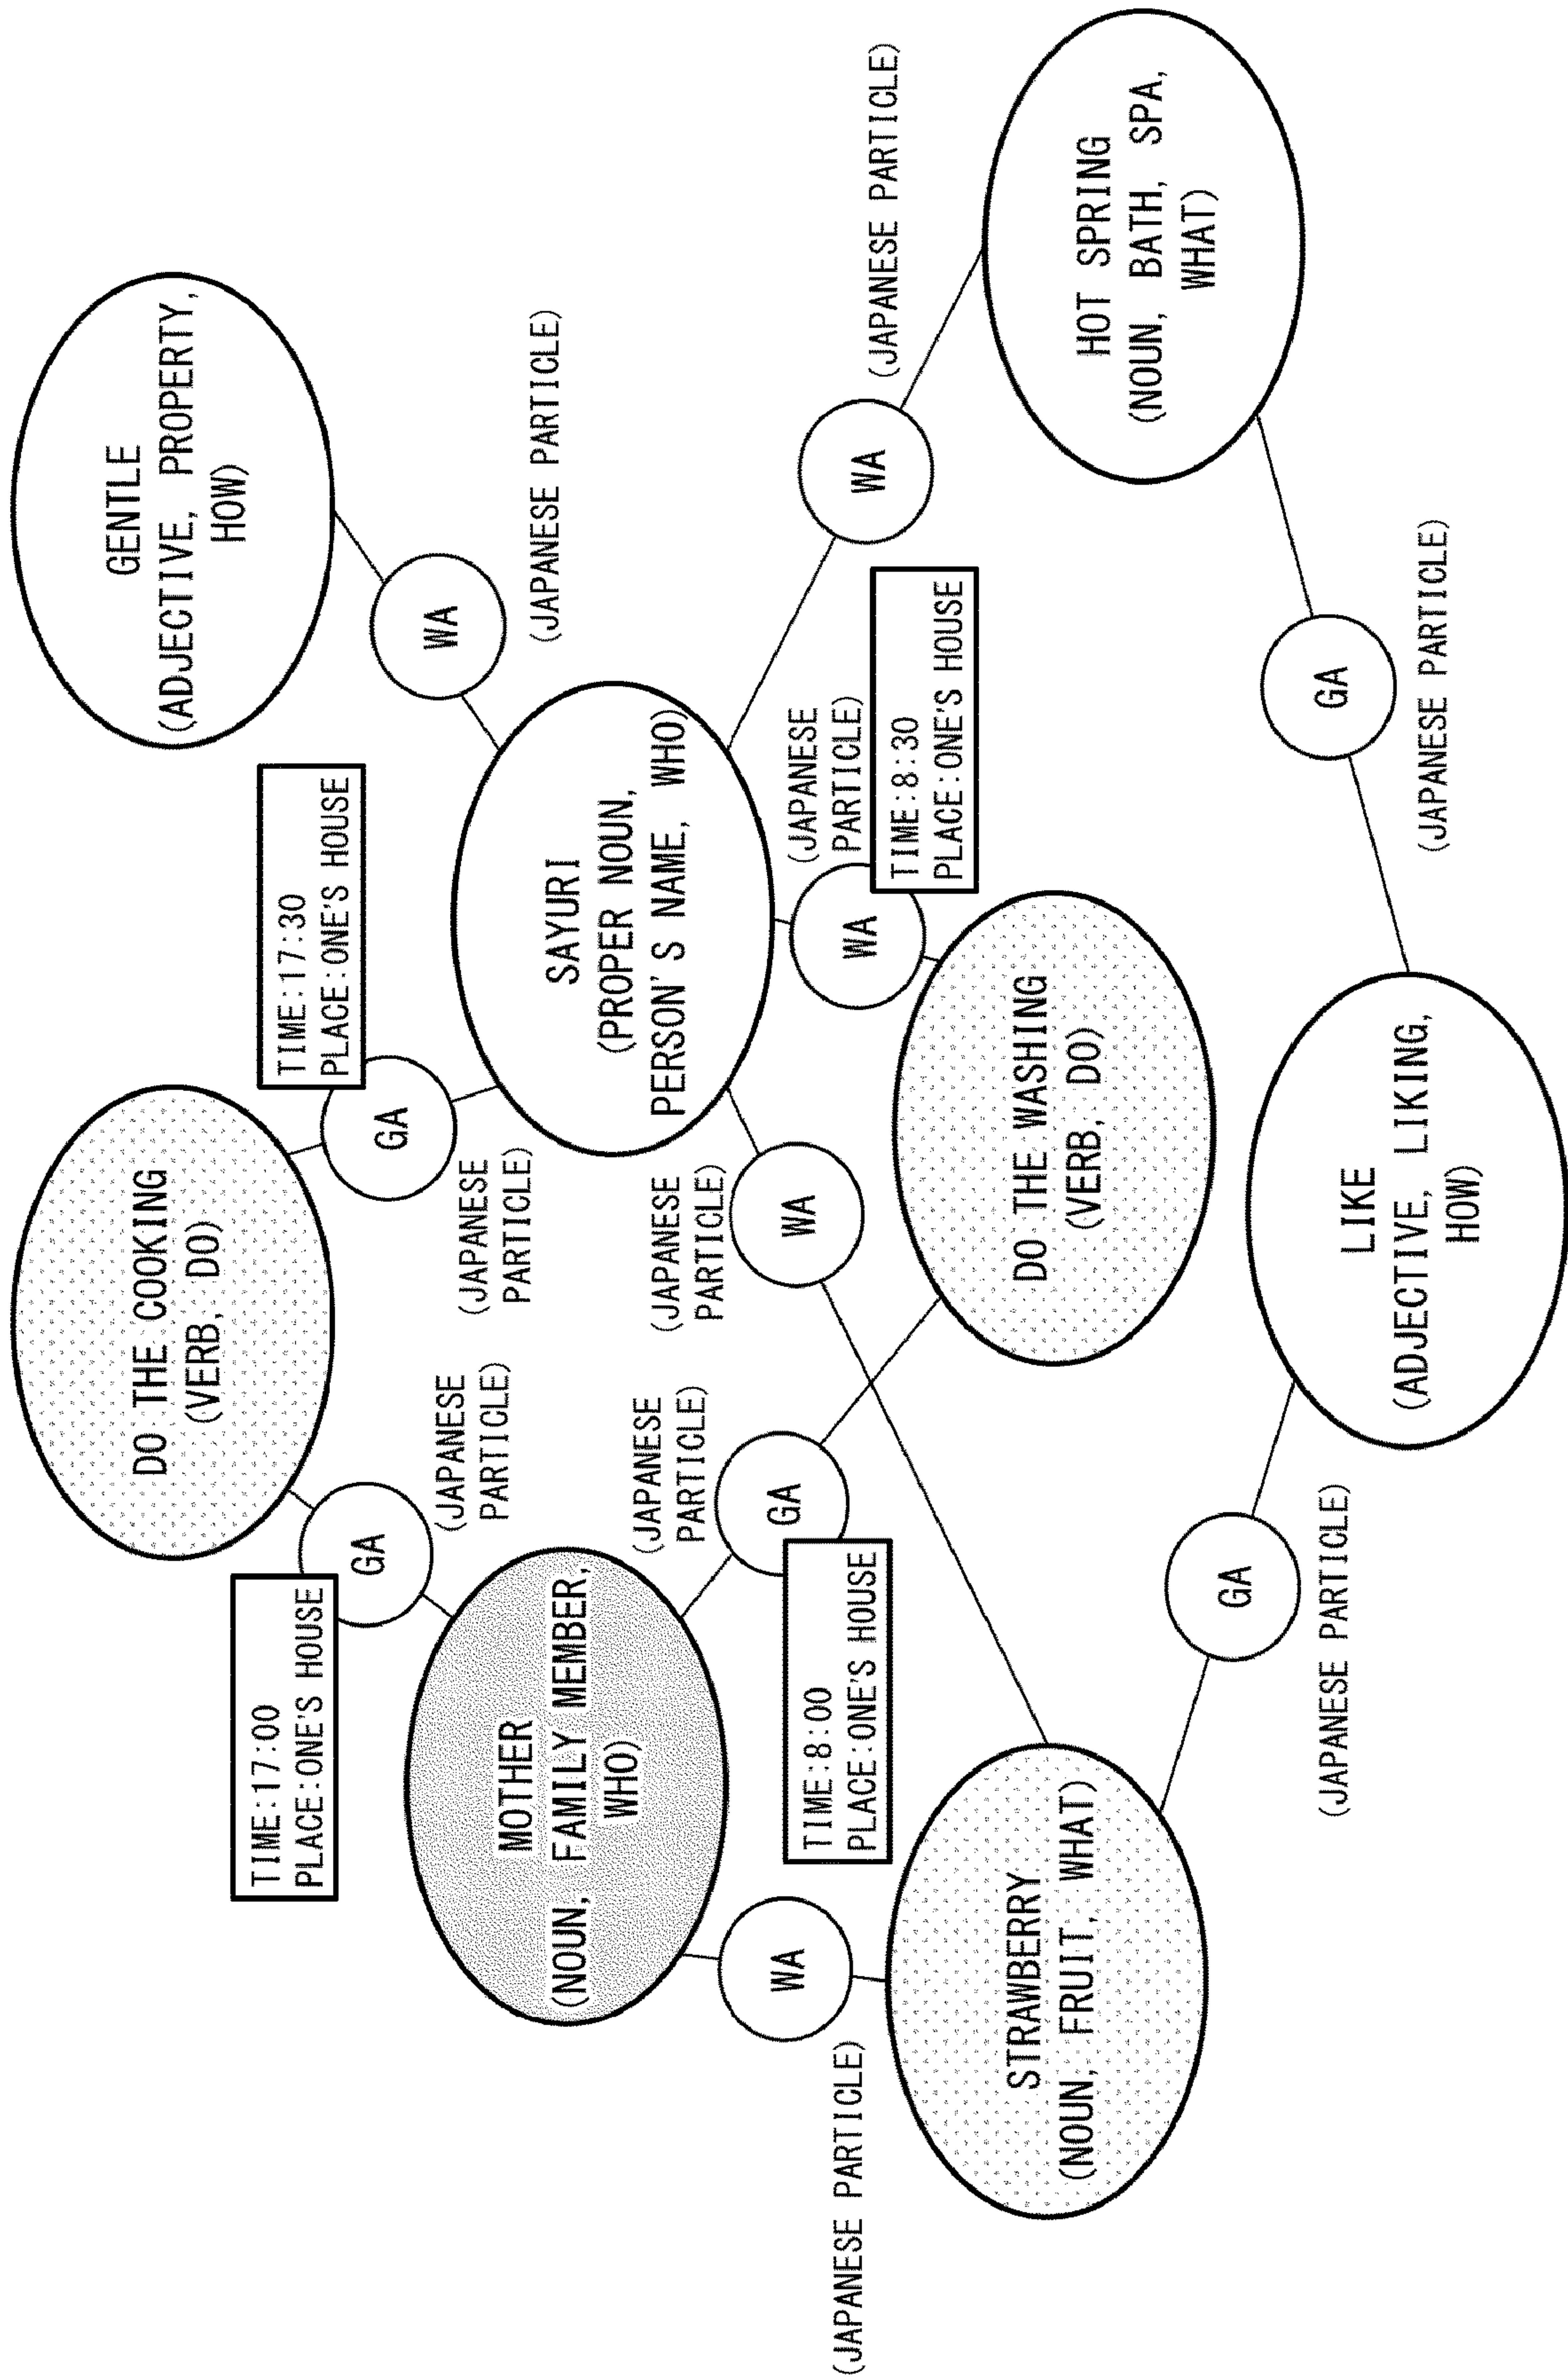 TIME:17:00
PLACE:ONE'S HOUSE
DO THE COOKING
(VERB, DO)
TIME:17:30
PLACE:ONE'S HOUSE
GENTLE
(ADJECTIVE, PROPERTY,
HOW)
GA
(JAPANESE
PARTICLE)
GA
(JAPANESE
PARTICLE)
WA
(JAPANESE PARTICLE)
MOTHER
(NOUN, FAMILY MEMBER,
WHO)
SAYURI
(PROPER NOUN,
PERSON'S NAME, WHO)
(JAPANESE
PARTICLE)
GA
(JAPANESE
PARTICLE)
WA
(JAPANESE
PARTICLE)
WA
WA
(JAPANESE PARTICLE)
WA
(JAPANESE PARTICLE)
TIME:8:00
PLACE:ONE'S HOUSE
TIME:8:30
PLACE:ONE'S HOUSE
STRAWBERRY
(NOUN, FRUIT, WHAT)
DO THE WASHING
(VERB, DO)
HOT SPRING
(NOUN, BATH, SPA,
WHAT)
GA
(JAPANESE PARTICLE)
GA
(JAPANESE PARTICLE)
LIKE
(ADJECTIVE, LIKING,
HOW)